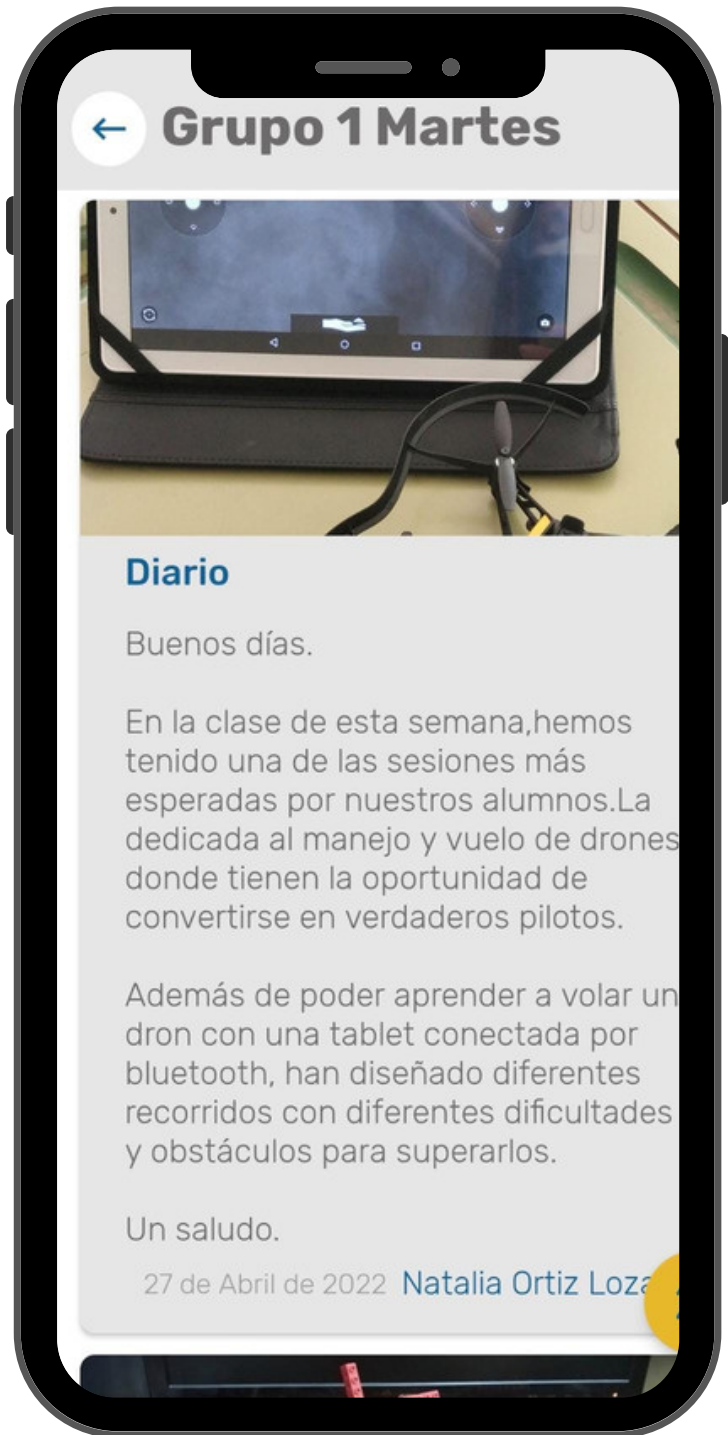 Grupo 1 Martes
Diario
Buenos días.
En la clase de esta semana,hemos
tenido una de las sesiones más
esperadas por nuestros alumnos.La
dedicada al manejo y vuelo de drones
donde tienen la oportunidad de
convertirse en verdaderos pilotos.
Además de poder aprender a volar un
dron con una tablet conectada por
bluetooth, han diseñado diferentes
recorridos con diferentes dificultades
y obstáculos para superarlos.
Un saludo.
27 de Abril de 2022 Natalia Ortiz